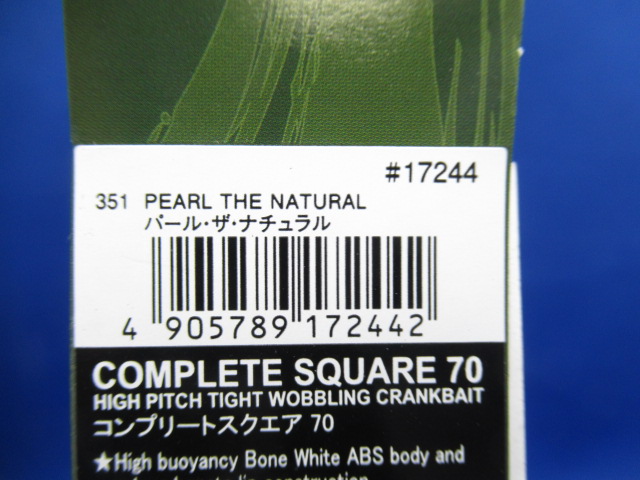 #17244
351 PEARL THE NATURAL
パール・ザ・ナチュラル
4 905789 172442
COMPLETE SQUARE 70
HIGH PITCH TIGHT WOBBLING CRANKBAIT
コンプリートスクエア 70
★High buoyancy Bone White ABS body and